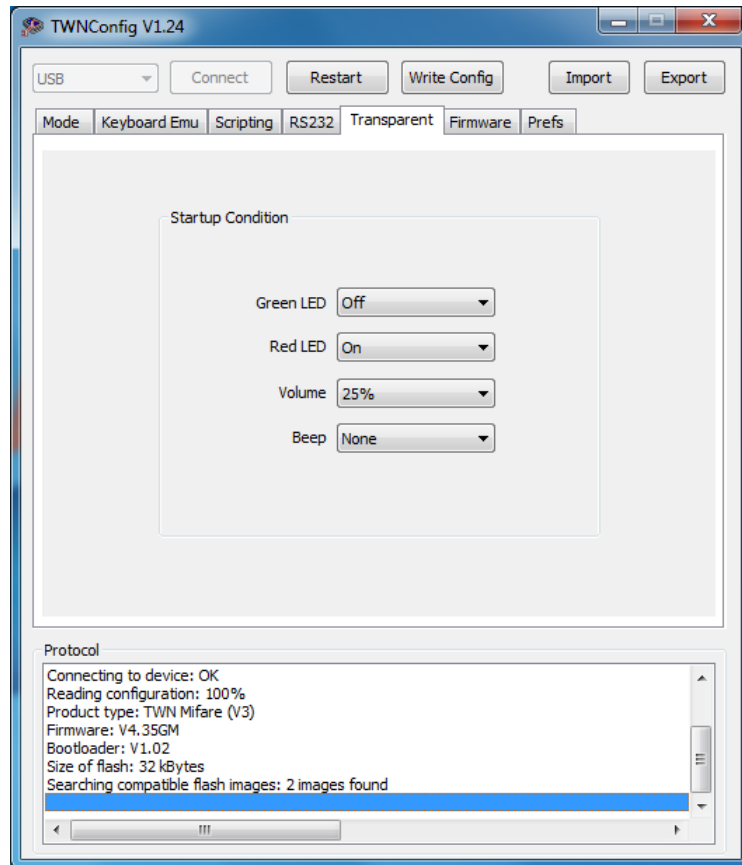 TWNConfig V1.24
USB Connect Restart Write Config Import Export
Mode Keyboard Emu Scripting RS232 Transparent Firmware Prefs
Startup Condition
Green LED Off
Red LED On
Volume 25%
Beep None
Protocol
Connecting to device: OK
Reading configuration: 100%
Product type: TWN Mifare (V3)
Firmware: V4.35GM
Bootloader: V1.02
Size of flash: 32 kBytes
Searching compatible flash images: 2 images found